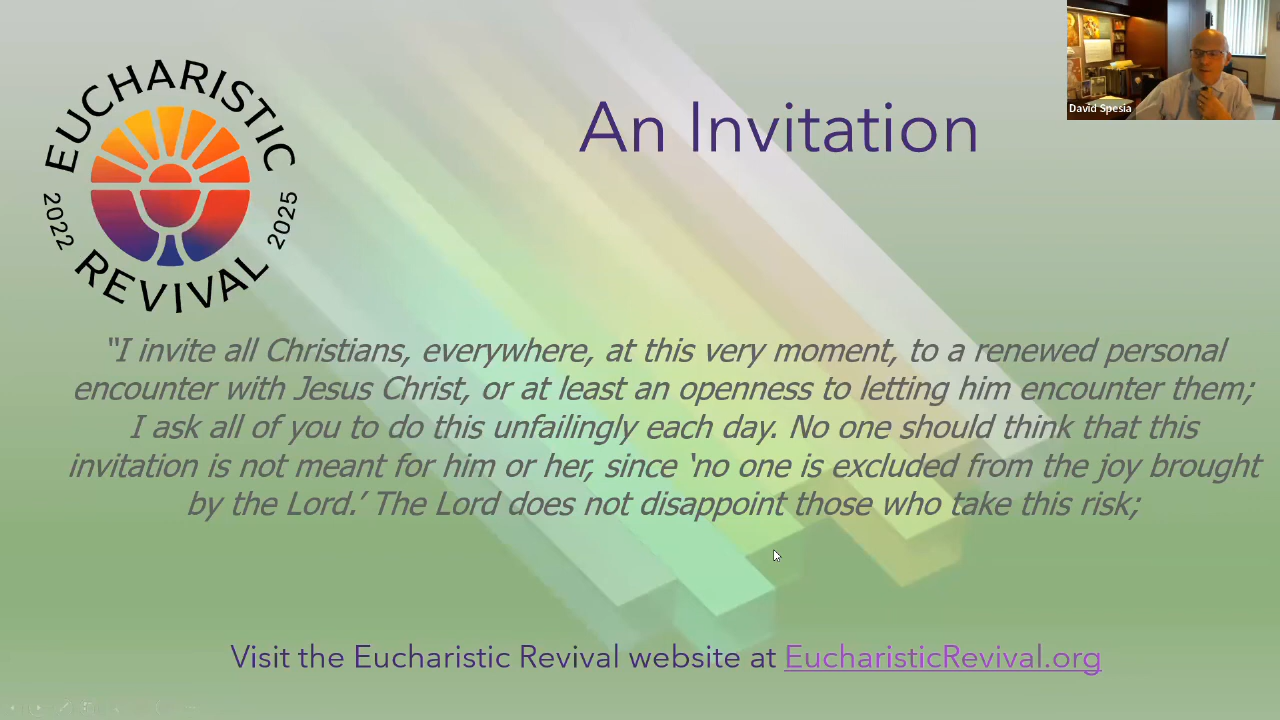 EUCHARISTIC
2022
2025
REVIVAL
An Invitation
David Spesia
“I invite all Christians, everywhere, at this very moment, to a renewed personal
encounter with Jesus Christ, or at least an openness to letting him encounter them;
I ask all of you to do this unfailingly each day. No one should think that this
invitation is not meant for him or her, since ‘no one is excluded from the joy brought
by the Lord.’ The Lord does not disappoint those who take this risk;
Visit the Eucharistic Revival website at EucharisticRevival.org